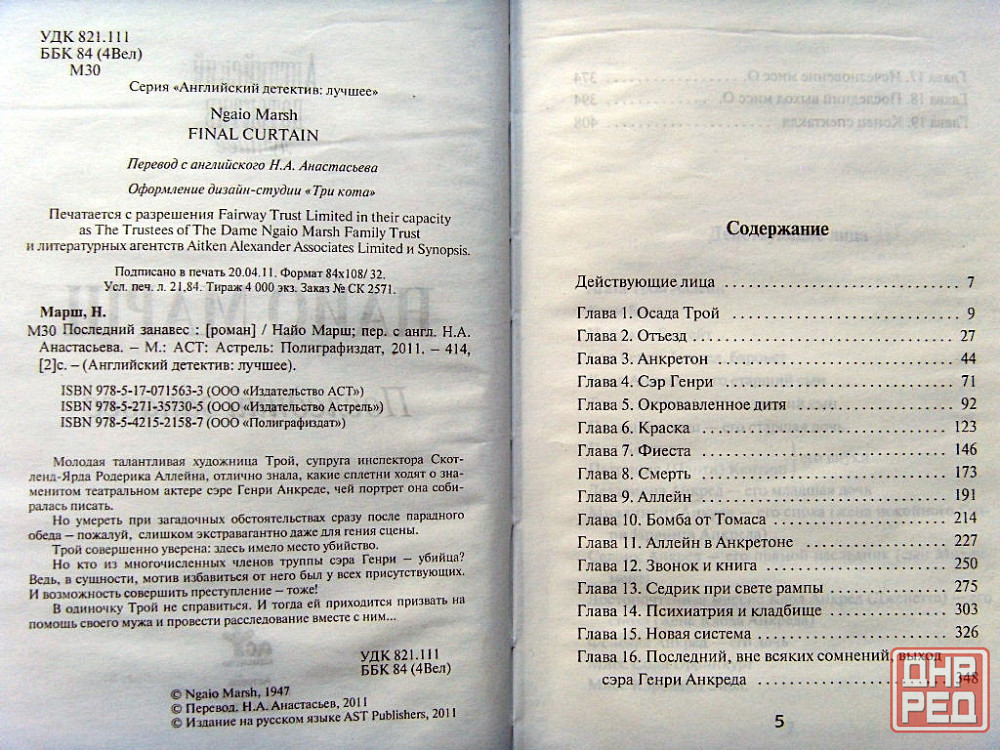 УДК 821.111
ББК 84 (4Вел)
М30
Серия «Английский детектив: лучшее»
Ngaio Marsh
FINAL CURTAIN
Перевод с английского Н.А. Анастасьева
Оформление дизайн-студии «Три кота»
Печатается с разрешения Fairway Trust Limited in their capacity
as The Trustees of The Dame Ngaio Marsh Family Trust
и литературных агентств Aitken Alexander Associates Limited и Synopsis.
Подписано в печать 20.04.11. Формат 84х108/ 32.
Усл. печ. л. 21,84. Тираж 4 000 экз. Заказ № СК 2571.
Марш, Н.
М30 Последний занавес : [роман] / Найо Марш; пер. с англ. Н.А.
Анастасьева. – М.: АСТ: Астрель: Полиграфиздат, 2011. – 414,
[2]с. – (Английский детектив: лучшее).
ISBN 978-5-17-071563-3 (ООО «Издательство АСТ»)
ISBN 978-5-271-35730-5 (ООО «Издательство Астрель»)
ISBN 978-5-4215-2158-7 (ООО «Полиграфиздат»)
Молодая талантливая художница Трой, супруга инспектора Скот-
ленд-Ярда Родерика Аллейна, отлично знала, какие сплетни ходят о зна-
менитом театральном актере сэре Генри Анкреде, чей портрет она соби-
ралась писать.
Но умереть при загадочных обстоятельствах сразу после парадного
обеда – пожалуй, слишком экстравагантно даже для гения сцены.
Трой совершенно уверена: здесь имело место убийство.
Но кто из многочисленных членов труппы сэра Генри – убийца?
Ведь, в сущности, мотив избавиться от него был у всех присутствующих.
И возможность совершить преступление – тоже!
В одиночку Трой не справиться. И тогда ей приходится призвать на
помощь своего мужа и провести расследование вместе с ним...
УДК 821.111
ББК 84 (4Вел)
© Ngaio Marsh, 1947
© Перевод. Н.А. Анастасьев, 2011
© Издание на русском языке AST Publishers, 2011
Содержание
Действующие лица 7
Глава 1. Осада Трой 9
Глава 2. Отъезд 27
Глава 3. Анкретон 44
Глава 4. Сэр Генри 71
Глава 5. Окровавленное дитя 92
Глава 6. Краска 123
Глава 7. Фиеста 146
Глава 8. Смерть 173
Глава 9. Аллейн 191
Глава 10. Бомба от Томаса 214
Глава 11. Аллейн в Анкретоне 227
Глава 12. Звонок и книга 250
Глава 13. Седрик при свете рампы 275
Глава 14. Психиатрия и кладбище 303
Глава 15. Новая система 326
Глава 16. Последний, вне всяких сомнений, выход
сэра Генри Анкреда 348
5
ДНР
РЕД